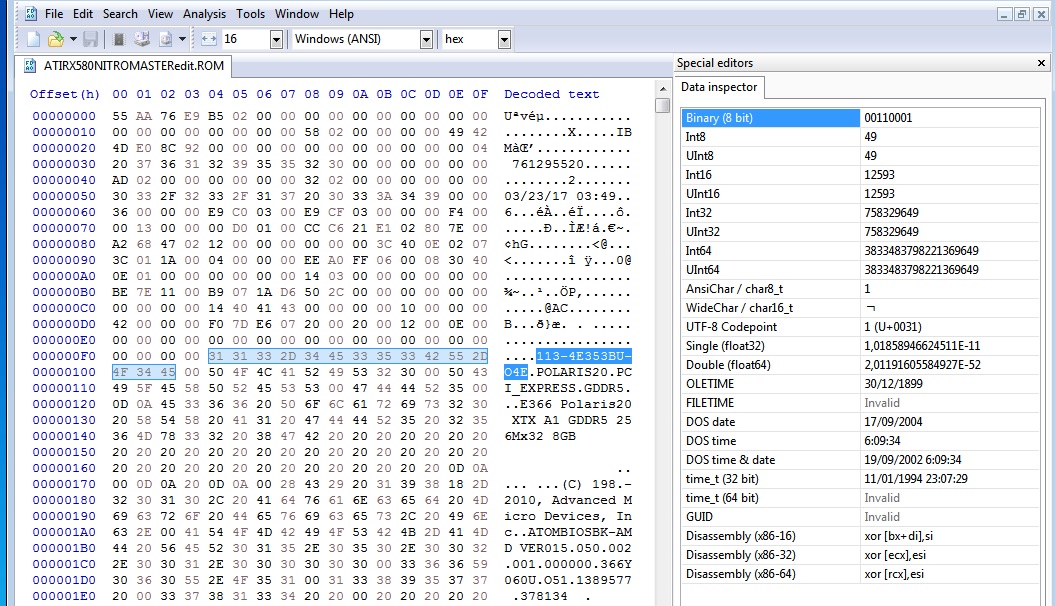 File Edit Search View Analysis Tools Window Help
16 Windows (ANSI) hex
ATIRX580NITROMASTERedit.ROM
Offset(h) 00 01 02 03 04 05 06 07 08 09 0A 0B 0C 0D 0E 0F Decoded text
00000000 55 AA 76 E9 B5 02 00 00 00 00 00 00 00 00 00 00 Uªvéµ...........
00000010 00 00 00 00 00 00 00 00 58 02 00 00 00 00 49 42 ........X.....IB
00000020 4D E0 8C 92 00 00 00 00 00 00 00 00 00 00 00 04 MàŒ’............
00000030 20 37 36 31 32 39 35 35 32 30 00 00 00 00 00 00 761295520......
00000040 AD 02 00 00 00 00 00 00 32 02 00 00 00 00 00 00 ........2.......
00000050 30 33 2F 32 33 2F 31 37 20 30 33 3A 34 39 00 00 03/23/17 03:49..
00000060 36 00 00 00 E9 C0 03 00 E9 CF 03 00 00 00 F4 00 6...éÀ..éÏ....ô.
00000070 00 13 00 00 00 D0 01 00 CC C6 21 E1 02 80 7E 00 .....Ð..ÌÆ!á.€~.
00000080 A2 68 47 02 12 00 00 00 00 00 00 3C 40 0E 02 07 ¢hG........<@...
00000090 3C 01 1A 00 04 00 00 00 EE A0 FF 06 00 08 30 40 <.......î ÿ...0@
000000A0 0E 01 00 00 00 00 00 00 14 03 00 00 00 00 00 00 ................
000000B0 BE 7E 11 00 B9 07 1A D6 50 2C 00 00 00 00 00 00 ¾~..¹..ÖP,......
000000C0 00 00 00 00 14 40 41 43 00 00 00 00 10 00 00 00 .....@AC........
000000D0 42 00 00 00 F0 7D E6 07 20 00 20 00 12 00 0E 00 B...ð}æ. . .....
000000E0 00 00 00 00 00 00 00 00 00 00 00 00 00 00 00 00 ................
000000F0 00 00 00 00 31 31 33 2D 34 45 33 35 33 42 55 2D ....113-4E353BU-
00000100 4F 34 45 00 50 4F 4C 41 52 49 53 32 30 00 50 43 O4E.POLARIS20.PC
00000110 49 5F 45 58 50 52 45 53 53 00 47 44 44 52 35 00 I_EXPRESS.GDDR5.
00000120 0D 0A 45 33 36 36 20 50 6F 6C 61 72 69 73 32 30 ..E366 Polaris20
00000130 20 58 54 58 20 41 31 20 47 44 44 52 35 20 32 35 XTX A1 GDDR5 25
00000140 36 4D 78 33 32 20 38 47 42 20 20 20 20 20 20 20 6Mx32 8GB
00000150 20 20 20 20 20 20 20 20 20 20 20 20 20 20 20 20
00000160 20 20 20 20 20 20 20 20 20 20 20 20 20 20 0D 0A ..
00000170 00 0D 0A 20 0D 0A 00 28 43 29 20 31 39 38 18 2D ... ...(C) 198.-
00000180 32 30 31 30 2C 20 41 64 76 61 6E 63 65 64 20 4D 2010, Advanced M
00000190 69 63 72 6F 20 44 65 76 69 63 65 73 2C 20 49 6E icro Devices, In
000001A0 63 2E 00 41 54 4F 4D 42 49 4F 53 42 4B 2D 41 4D c..ATOMBIOSBK-AM
000001B0 44 20 56 45 52 30 31 35 2E 30 35 30 2E 30 30 32 D VER015.050.002
000001C0 2E 30 30 31 2E 30 30 30 30 30 30 00 33 36 36 59 .001.000000.366Y
000001D0 30 36 30 55 2E 4F 35 31 00 31 33 38 39 35 37 37 060U.O51.1389577
000001E0 20 00 33 37 38 31 33 34 20 20 00 20 20 20 20 20 .378134 .
Special editors
Data inspector
Binary (8 bit) 00110001
Int8 49
UInt8 49
Int16 12593
UInt16 12593
Int32 758329649
UInt32 758329649
Int64 3833483798221369649
UInt64 3833483798221369649
AnsiChar / char8_t 1
WideChar / char16_t ¬
UTF-8 Codepoint 1 (U+0031)
Single (float32) 1,01858946624511E-11
Double (float64) 2,01191605584927E-52
OLETIME 30/12/1899
FILETIME Invalid
DOS date 17/09/2004
DOS time 6:09:34
DOS time & date 19/09/2002 6:09:34
time_t (32 bit) 11/01/1994 23:07:29
time_t (64 bit) Invalid
GUID Invalid
Disassembly (x86-16) xor [bx+di],si
Disassembly (x86-32) xor [ecx],esi
Disassembly (x86-64) xor [rcx],esi